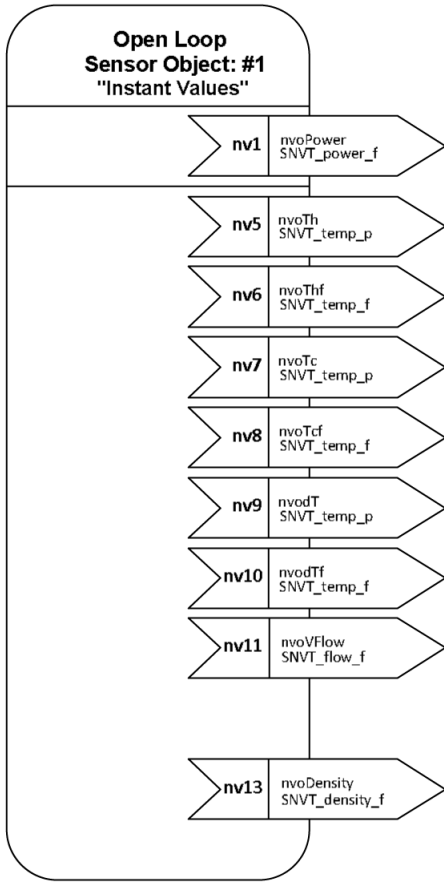 Open Loop
Sensor Object: #1
"Instant Values"
nv1
nvoPower
SNVT_power_f
nv5
nvoTh
SNVT_temp_p
nv6
nvoThf
SNVT_temp_f
nv7
nvoTc
SNVT_temp_p
nv8
nvoTcf
SNVT_temp_f
nv9
nvodT
SNVT_temp_p
nv10
nvodTf
SNVT_temp_f
nv11
nvoVFlow
SNVT_flow_f
nv13
nvoDensity
SNVT_density_f